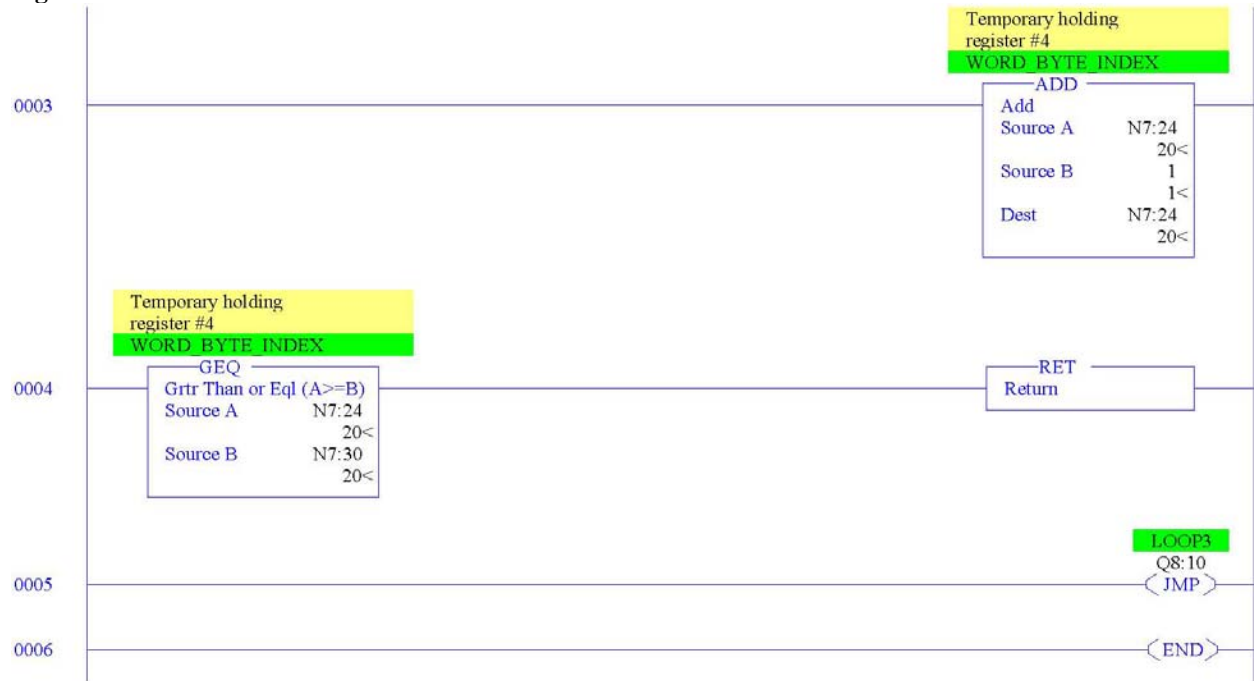 Temporary holding
register #4
WORD_BYTE_INDEX
ADD
0003
Add
Source A N7:24
20<
Source B 1
1<
Dest N7:24
20<
Temporary holding
register #4
WORD_BYTE_INDEX
GEQ
RET
0004
Grtr Than or Eql (A>=B)
Return
Source A N7:24
20<
Source B N7:30
20<
LOOP3
Q8:10
0005
JMP
0006
END